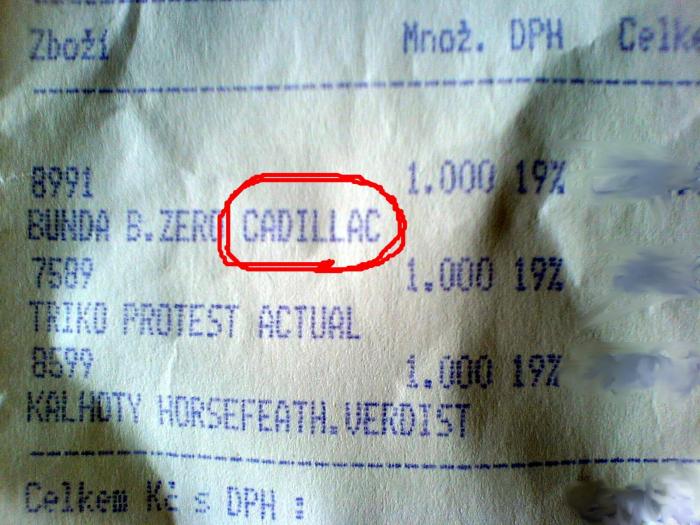 Zboží Množ. DPH
8991 1.000 19%
BUNDA B.ZERO CADILLAC
7589 1.000 19%
TRIKO PROTEST ACTUAL
8599 1.000 19%
KALHOTY HORSEFEATH.VERDIST
Celkem Kč s DPH :